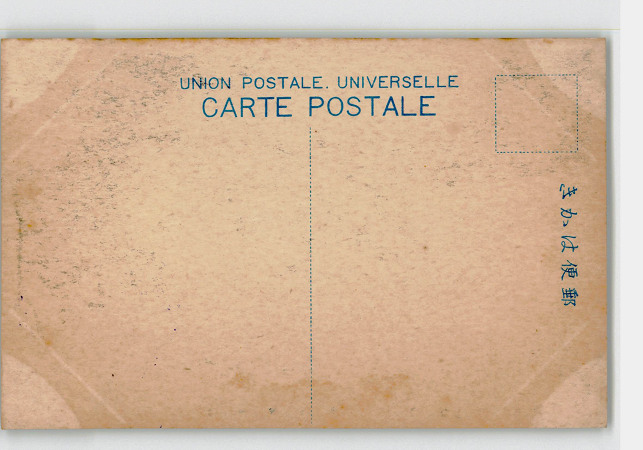 UNION POSTALE. UNIVERSELLE
CARTE POSTALE
きかは便郵